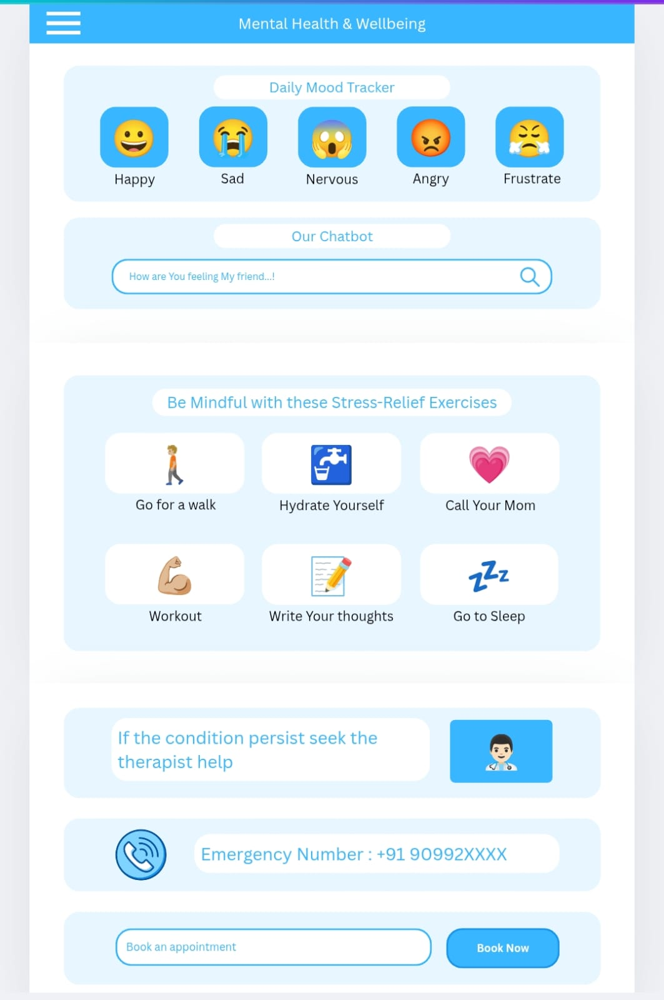 Mental Health & Wellbeing
Daily Mood Tracker
Happy
Sad
Nervous
Angry
Frustrate
Our Chatbot
How are You feeling My friend...!
Be Mindful with these Stress-Relief Exercises
Go for a walk
Hydrate Yourself
Call Your Mom
Workout
Write Your thoughts
Go to Sleep
If the condition persist seek the
therapist help
Emergency Number : +91 90992XXXX
Book an appointment
Book Now